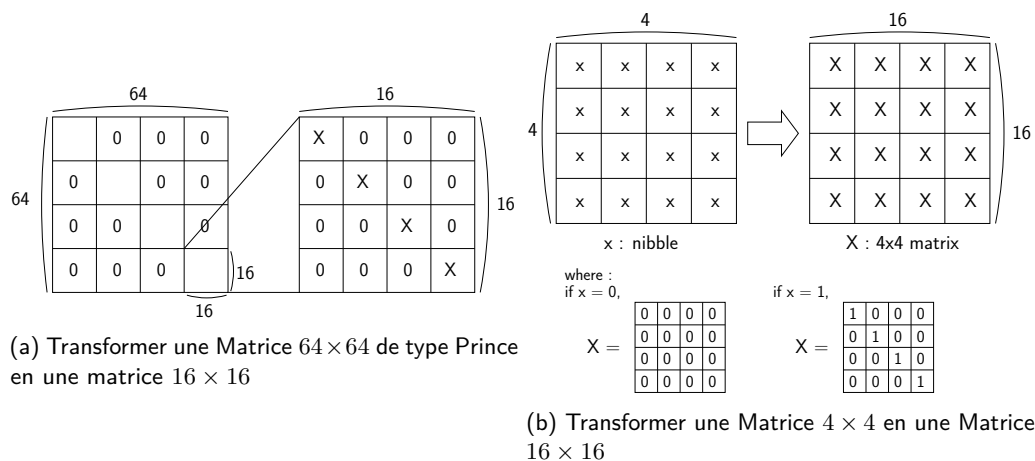 64
64
0 0 0
0 0 0
0 0 0
0 0 0
16
16
16
16
X 0 0 0
0 X 0 0
0 0 X 0
0 0 0 X
(a) Transformer une Matrice 64×64 de type Prince
en une matrice 16 × 16
4
4
x x x x
x x x x
x x x x
x x x x
x : nibble
16
16
X X X X
X X X X
X X X X
X X X X
X : 4x4 matrix
where :
if x = 0,
X =
0 0 0 0
0 0 0 0
0 0 0 0
0 0 0 0
if x = 1,
X =
1 0 0 0
0 1 0 0
0 0 1 0
0 0 0 1
(b) Transformer une Matrice 4 × 4 en une Matrice
16 × 16